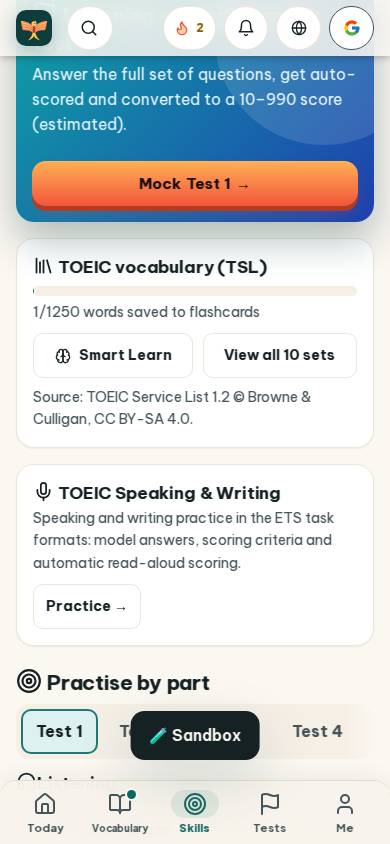 2
Answer the full set of questions, get auto-
scored and converted to a 10–990 score
(estimated).
Mock Test 1 →
TOEIC vocabulary (TSL)
1/1250 words saved to flashcards
Smart Learn
View all 10 sets
Source: TOEIC Service List 1.2 © Browne &
Culligan, CC BY-SA 4.0.
TOEIC Speaking & Writing
Speaking and writing practice in the ETS task
formats: model answers, scoring criteria and
automatic read-aloud scoring.
Practice →
Practise by part
Test 1
Test 4
🧪 Sandbox
Today
Vocabulary
Skills
Tests
Me